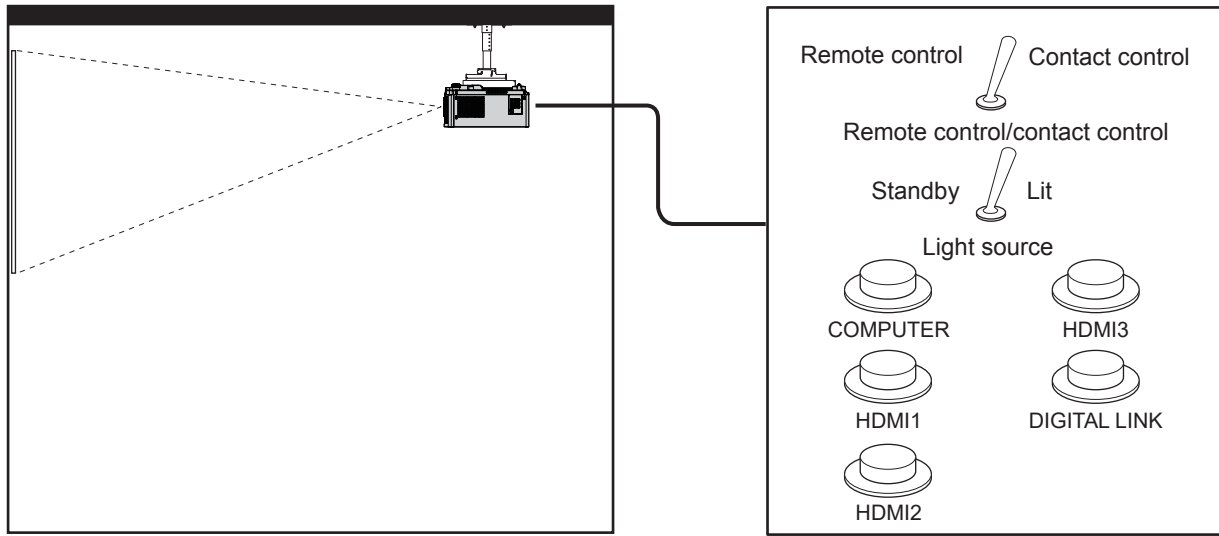 Remote control
Contact control
Remote control/contact control
Standby
Lit
Light source
COMPUTER
HDMI3
HDMI1
DIGITAL LINK
HDMI2